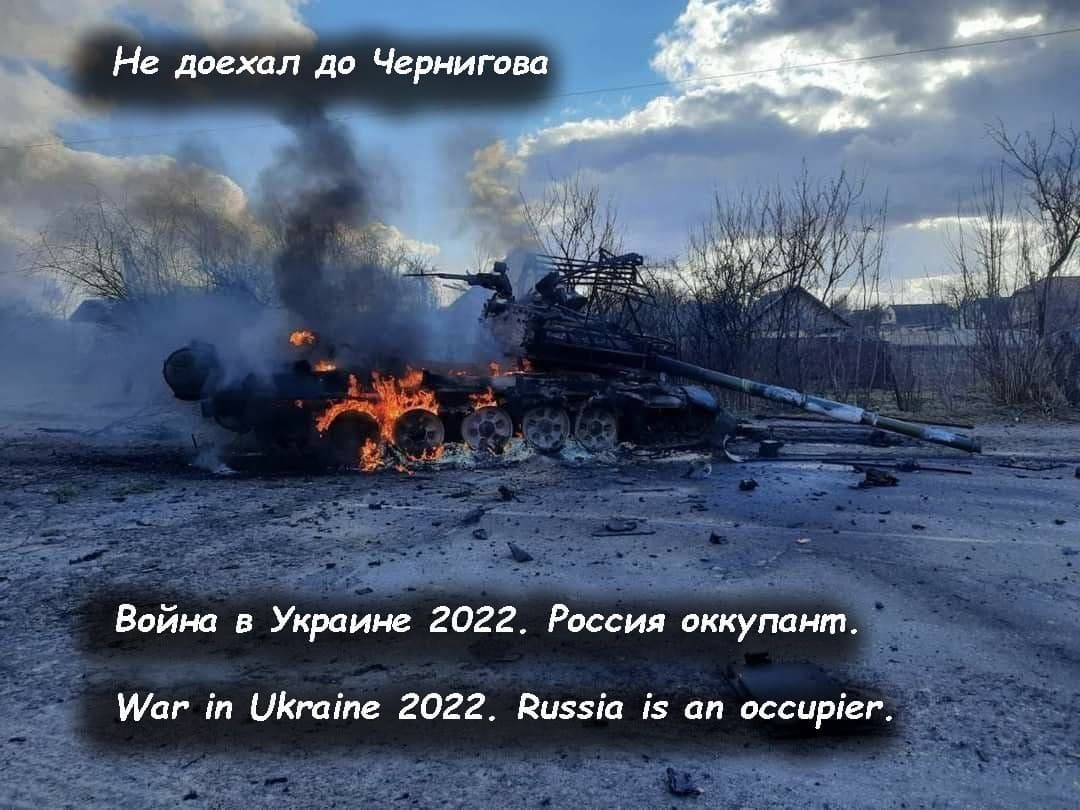 Не доехал до Чернигова
Война в Украине 2022. Россия оккупант.
War in Ukraine 2022. Russia is an occupier.